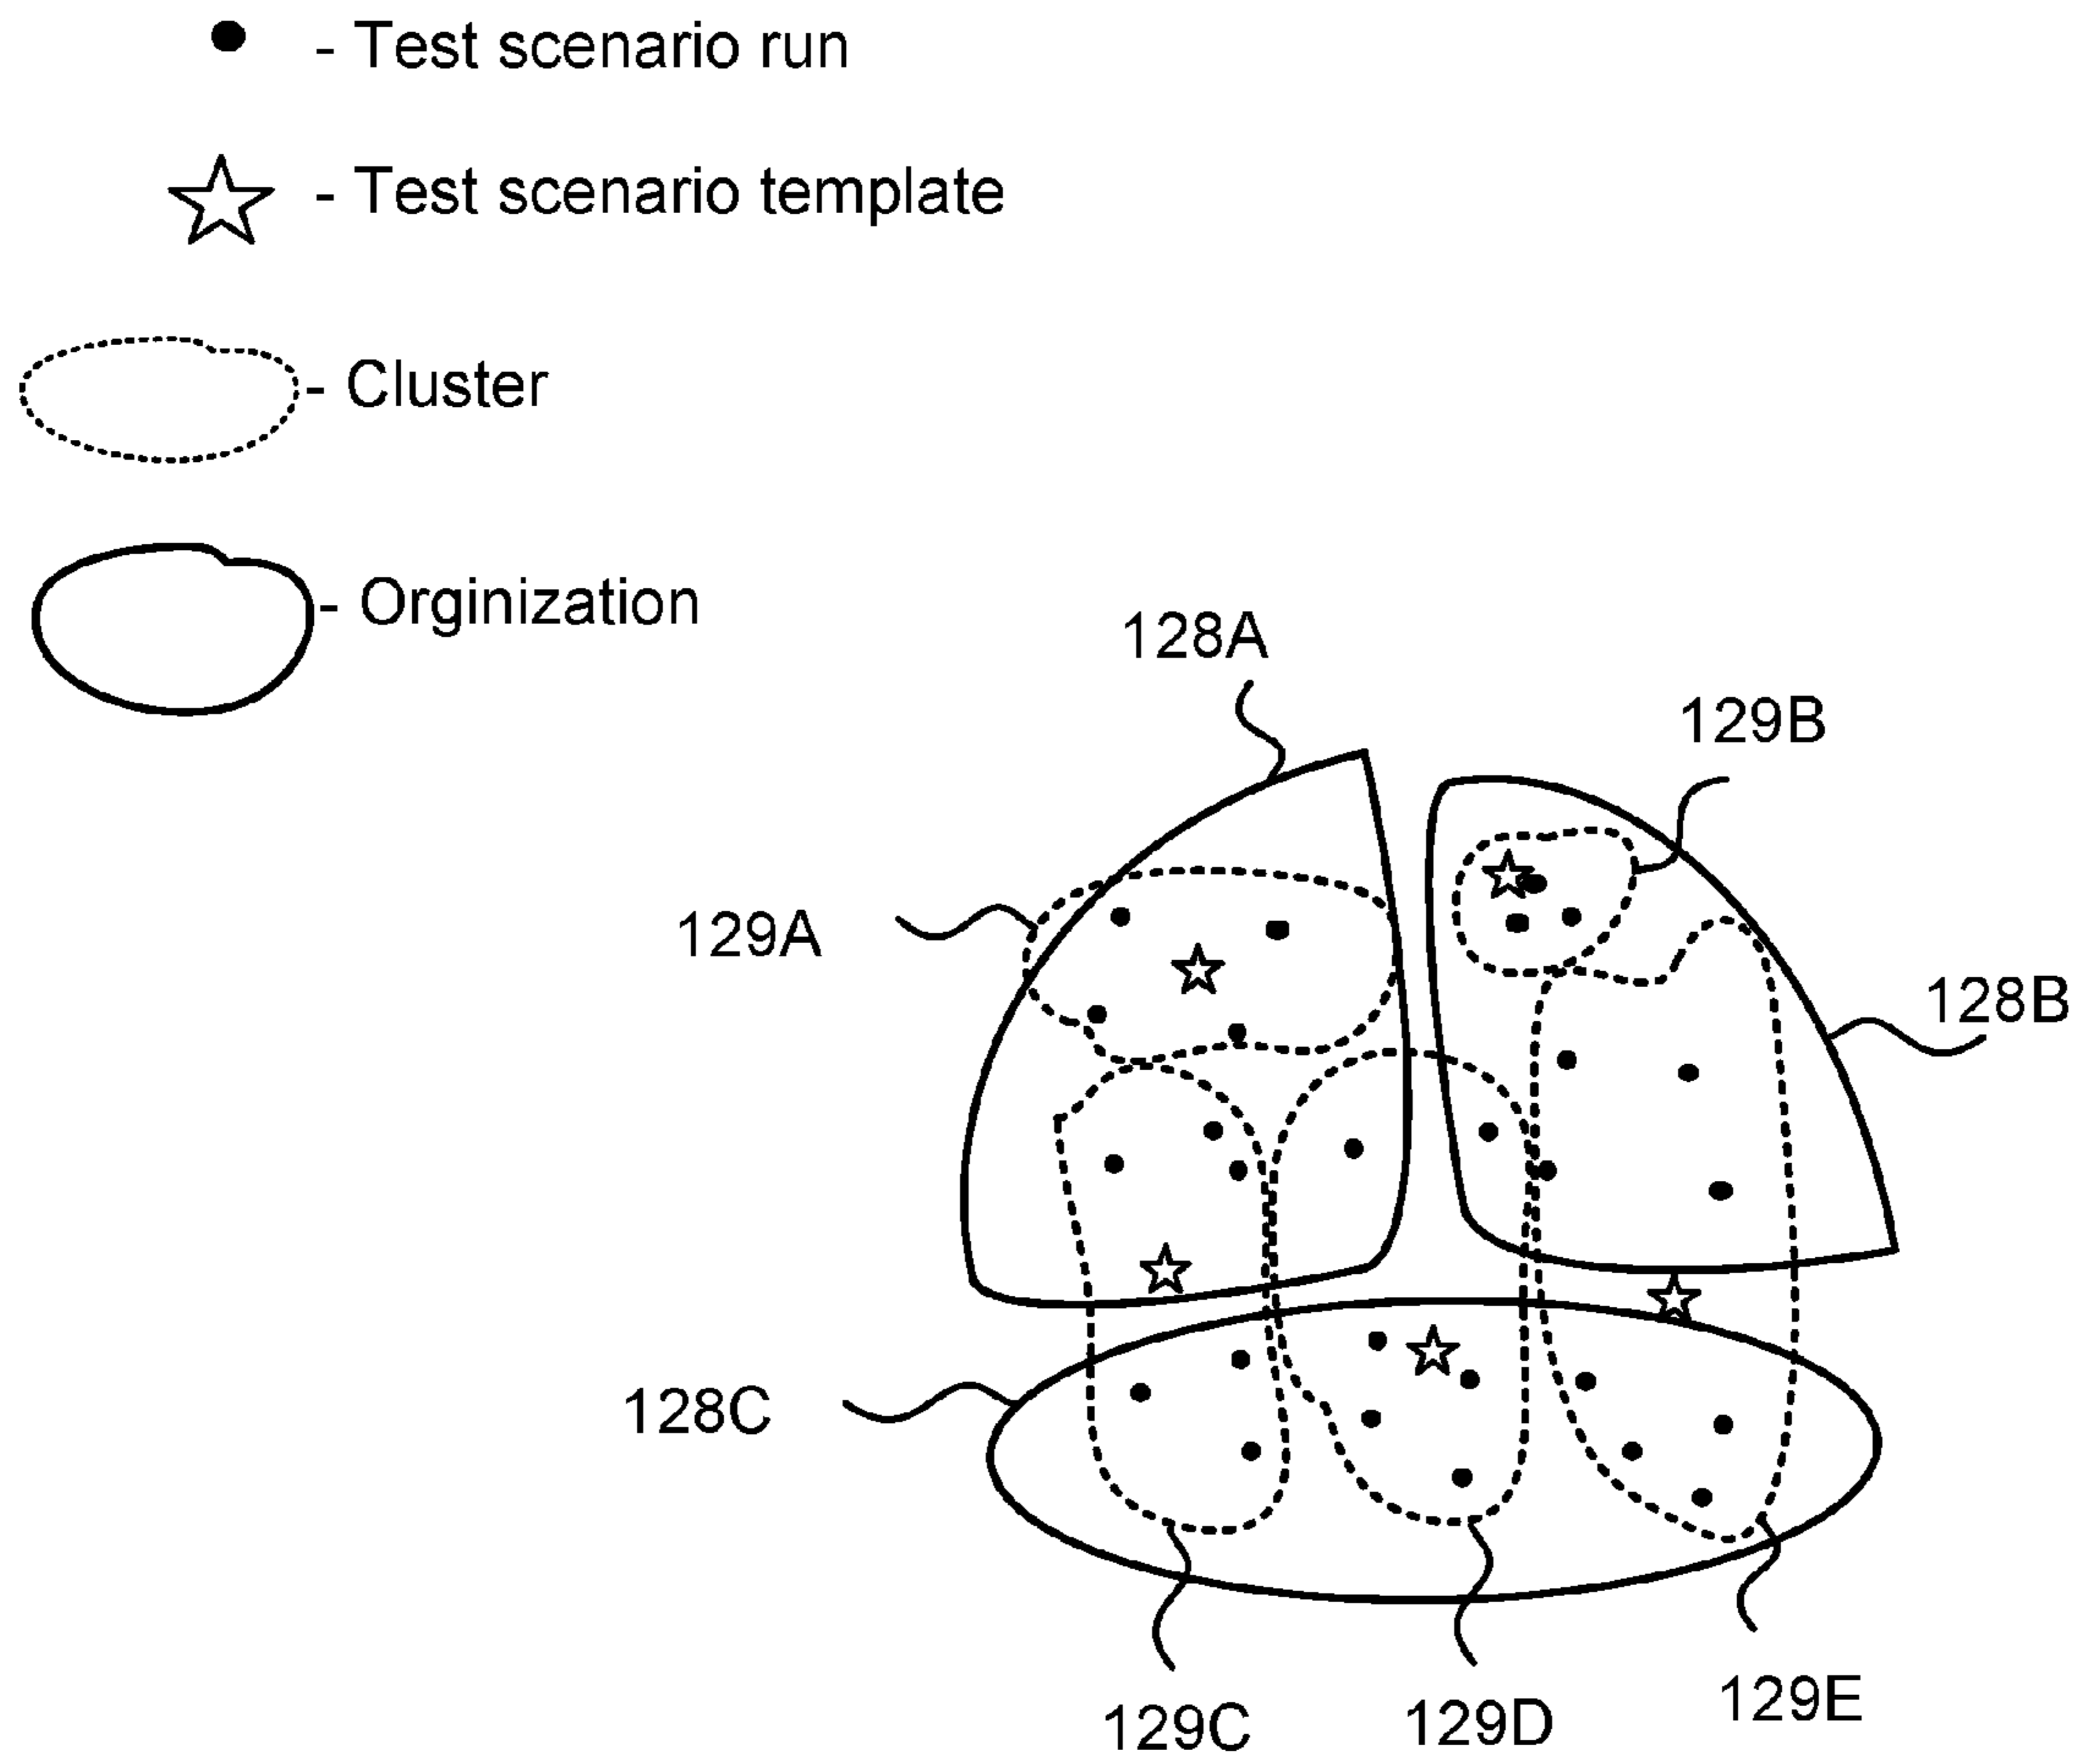 - Test scenario run
- Test scenario template
- Cluster
- Orginization
128A
129B
129A
128B
128C
129C
129D
129E